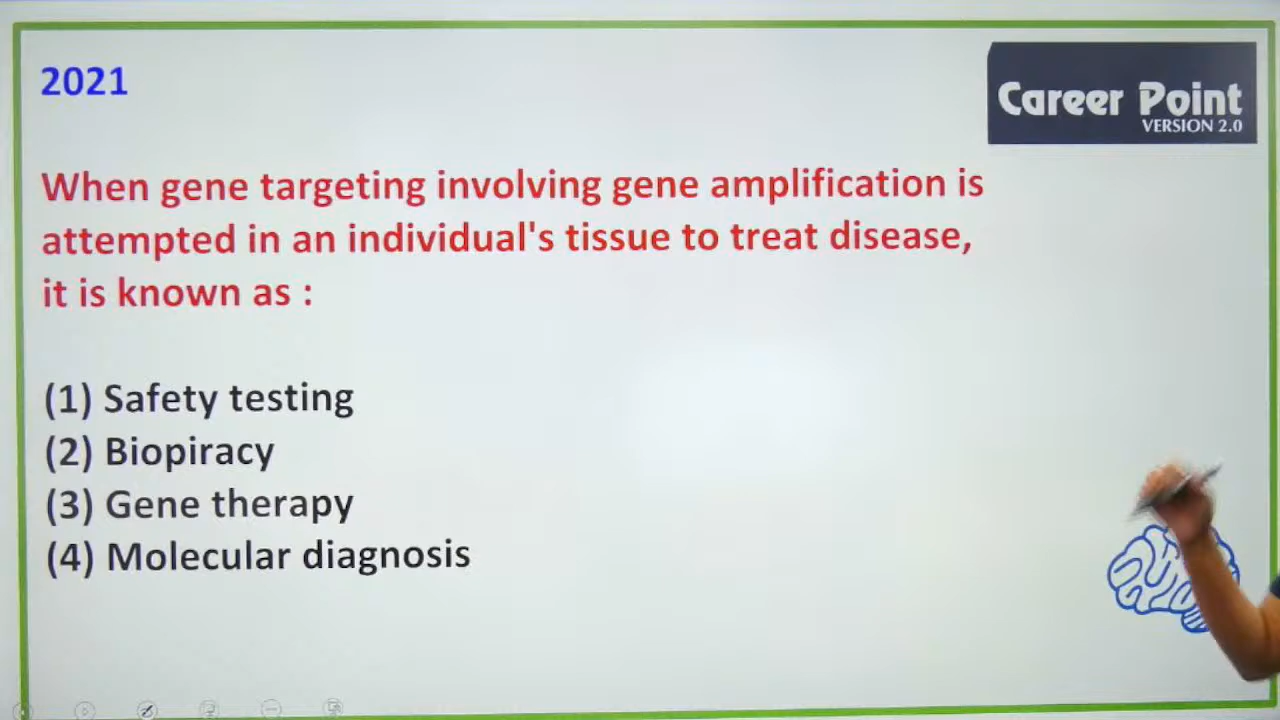 2021
Career Point
VERSION 2.0
When gene targeting involving gene amplification is
attempted in an individual's tissue to treat disease,
it is known as :
(1) Safety testing
(2) Biopiracy
(3) Gene therapy
(4) Molecular diagnosis